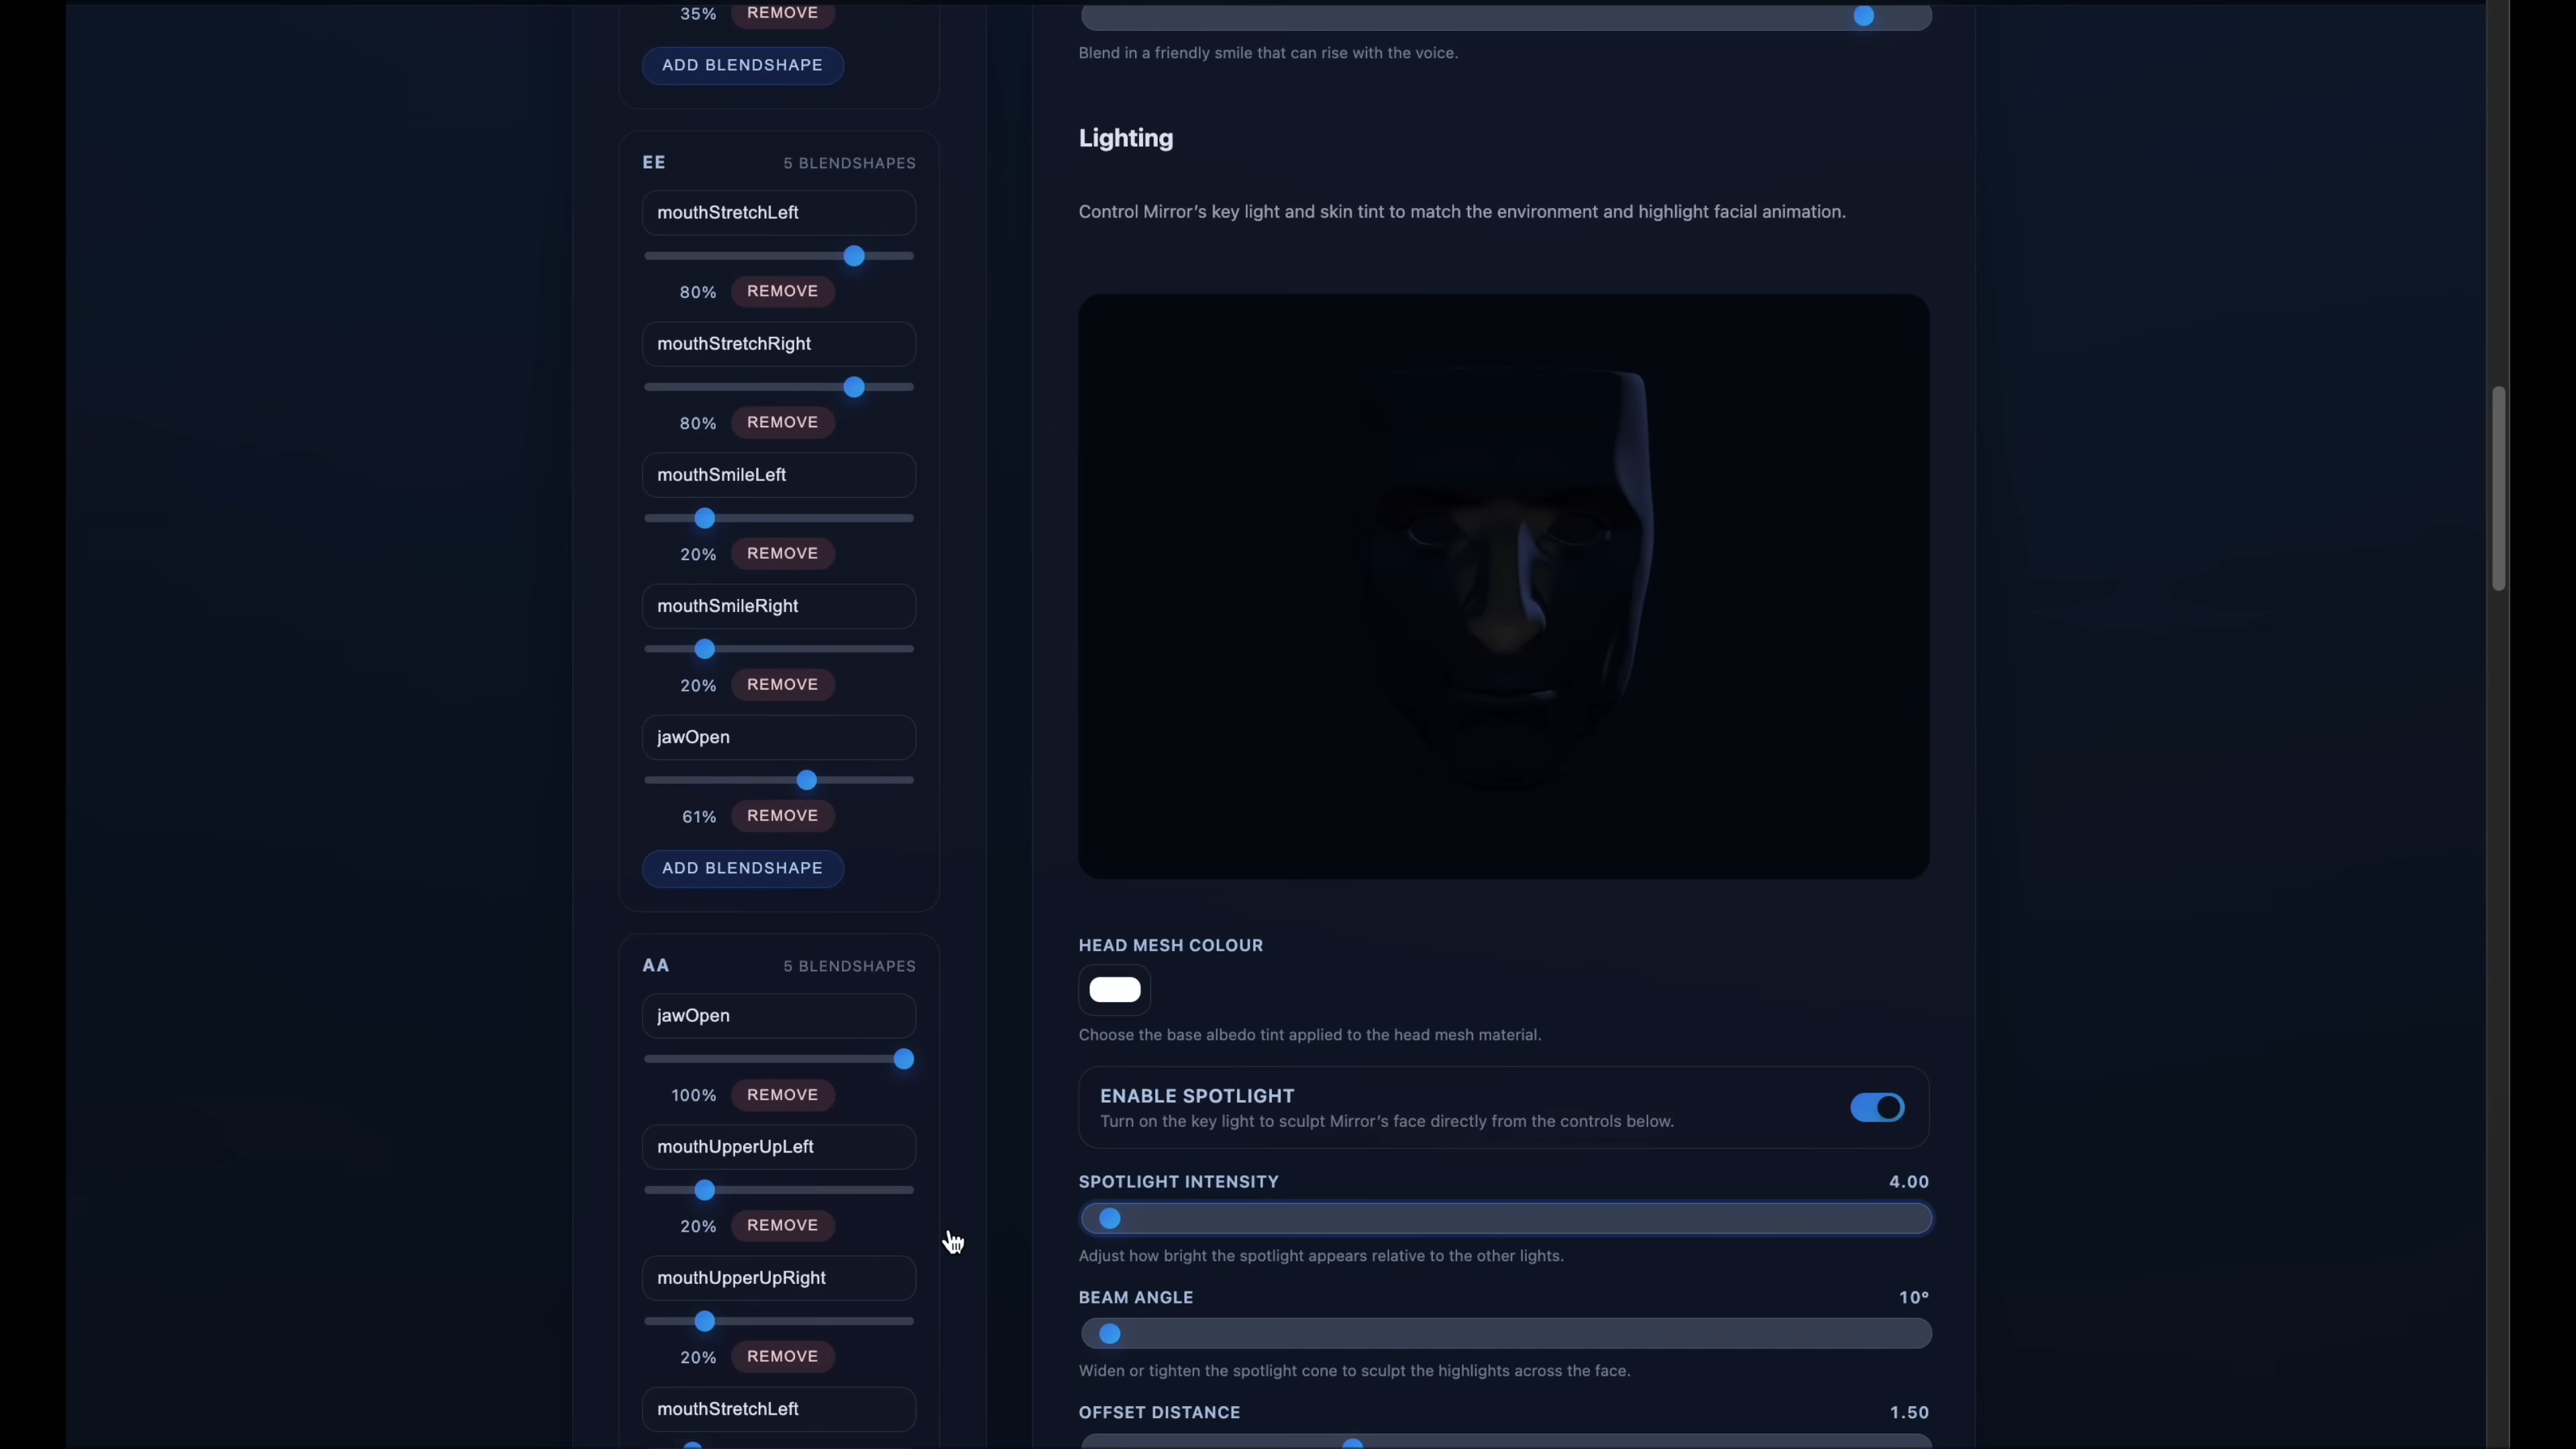 35% REMOVE
ADD BLENDSHAPE
EE 5 BLENDSHAPES
mouthStretchLeft
80% REMOVE
mouthStretchRight
80% REMOVE
mouthSmileLeft
20% REMOVE
mouthSmileRight
20% REMOVE
jawOpen
61% REMOVE
ADD BLENDSHAPE
AA 5 BLENDSHAPES
jawOpen
100% REMOVE
mouthUpperUpLeft
20% REMOVE
mouthUpperUpRight
20% REMOVE
mouthStretchLeft
Blend in a friendly smile that can rise with the voice.
Lighting
Control Mirror’s key light and skin tint to match the environment and highlight facial animation.
HEAD MESH COLOUR
Choose the base albedo tint applied to the head mesh material.
ENABLE SPOTLIGHT
Turn on the key light to sculpt Mirror’s face directly from the controls below.
SPOTLIGHT INTENSITY 4.00
Adjust how bright the spotlight appears relative to the other lights.
BEAM ANGLE 10°
Widen or tighten the spotlight cone to sculpt the highlights across the face.
OFFSET DISTANCE 1.50